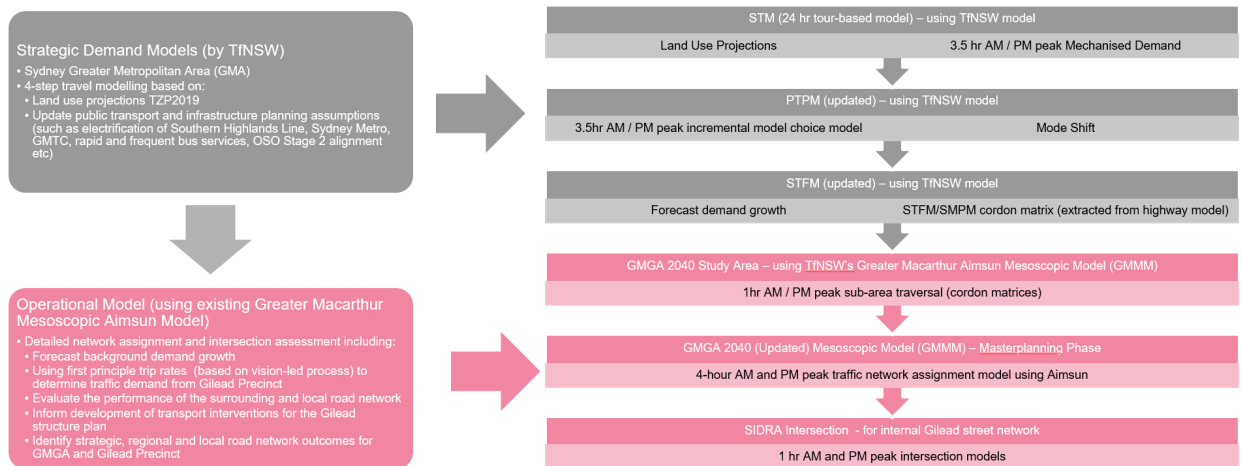 Strategic Demand Models (by TfNSW)
• Sydney Greater Metropolitan Area (GMA)
• 4-step travel modelling based on:
• Land use projections TZP2019
• Update public transport and infrastructure planning assumptions
(such as electrification of Southern Highlands Line, Sydney Metro,
GMTC, rapid and frequent bus services, OSO Stage 2 alignment
etc)
Operational Model (using existing Greater Macarthur
Mesoscopic Aimsun Model)
• Detailed network assignment and intersection assessment including:
• Forecast background demand growth
• Using first principle trip rates (based on vision-led process) to
determine traffic demand from Gilead Precinct
• Evaluate the performance of the surrounding and local road network
• Inform development of transport interventions for the Gilead
structure plan
• Identify strategic, regional and local road network outcomes for
GMGA and Gilead Precinct
STM (24 hr tour-based model) – using TfNSW model
Land Use Projections
3.5 hr AM / PM peak Mechanised Demand
PTPM (updated) – using TfNSW model
3.5hr AM / PM peak incremental model choice model
Mode Shift
STFM (updated) – using TfNSW model
Forecast demand growth
STFM/SMPM cordon matrix (extracted from highway model)
GMGA 2040 Study Area – using TfNSW's Greater Macarthur Aimsun Mesoscopic Model (GMMM)
1hr AM / PM peak sub-area traversal (cordon matrices)
GMGA 2040 (Updated) Mesoscopic Model (GMMM) – Masterplanning Phase
4-hour AM and PM peak traffic network assignment model using Aimsun
SIDRA Intersection - for internal Gilead street network
1 hr AM and PM peak intersection models